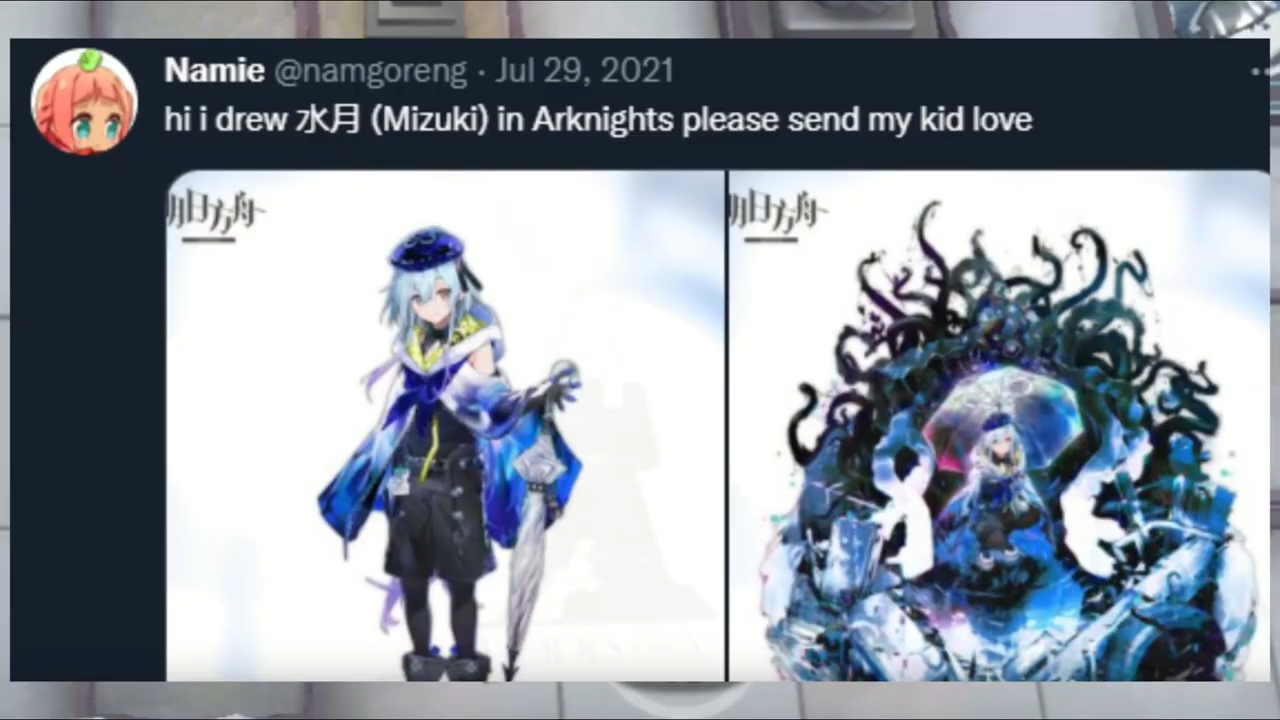 Namie @namgoreng · Jul 29, 2021
hi i drew 水月 (Mizuki) in Arknights please send my kid love
明日方舟
明日方舟